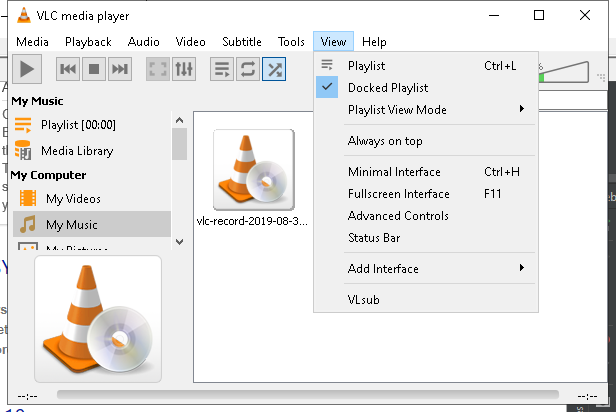 VLC media player
Media Playback Audio Video Subtitle Tools View Help
My Music
Playlist [00:00]
Media Library
My Computer
My Videos
My Music
My Pictures
vlc-record-2019-08-3...
Playlist Ctrl+L
Docked Playlist
Playlist View Mode
Always on top
Minimal Interface Ctrl+H
Fullscreen Interface F11
Advanced Controls
Status Bar
Add Interface
VLsub
--:-- --:--